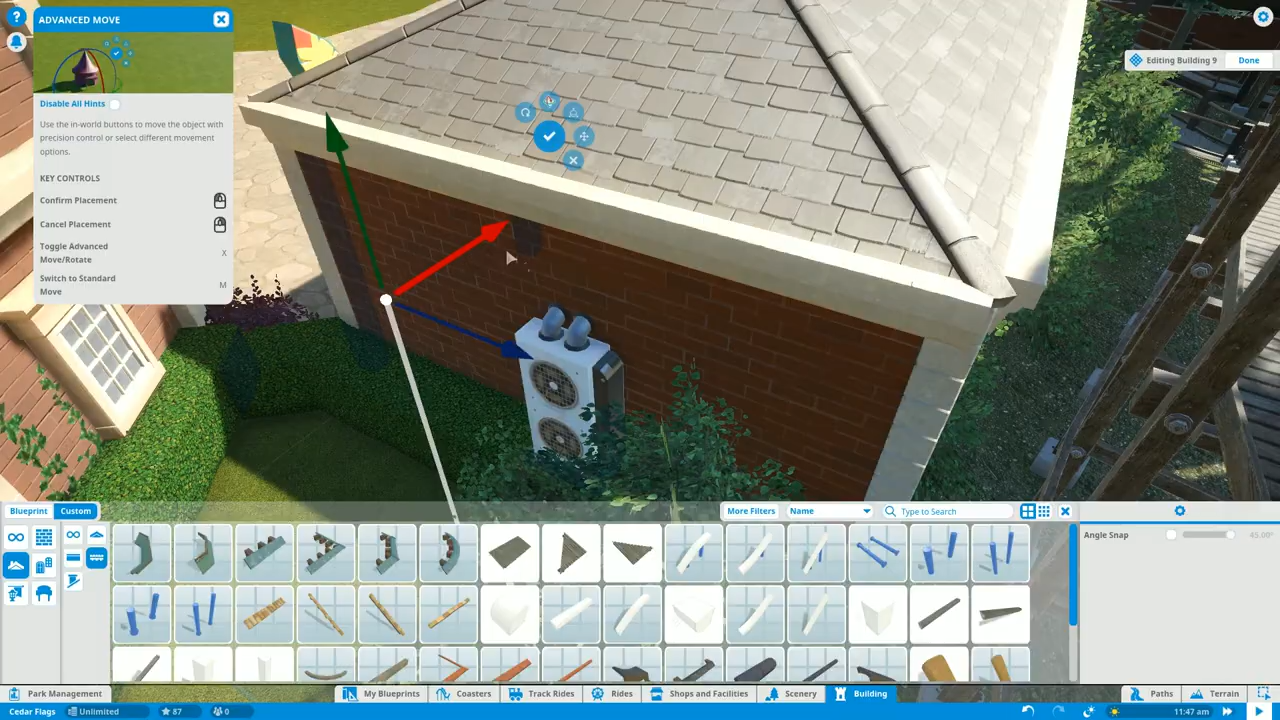 ADVANCED MOVE
Disable All Hints
Use the in-world buttons to move the object with
precision control or select different movement
options.
KEY CONTROLS
Confirm Placement
Cancel Placement
Toggle Advanced
Move/Rotate
X
Switch to Standard
Move
M
Editing Building 9
Done
Blueprint
Custom
More Filters
Name
Type to Search
Angle Snap
45.00°
Park Management
My Blueprints
Coasters
Track Rides
Rides
Shops and Facilities
Scenery
Building
Paths
Terrain
Cedar Flags
Unlimited
87
0
11:47 am